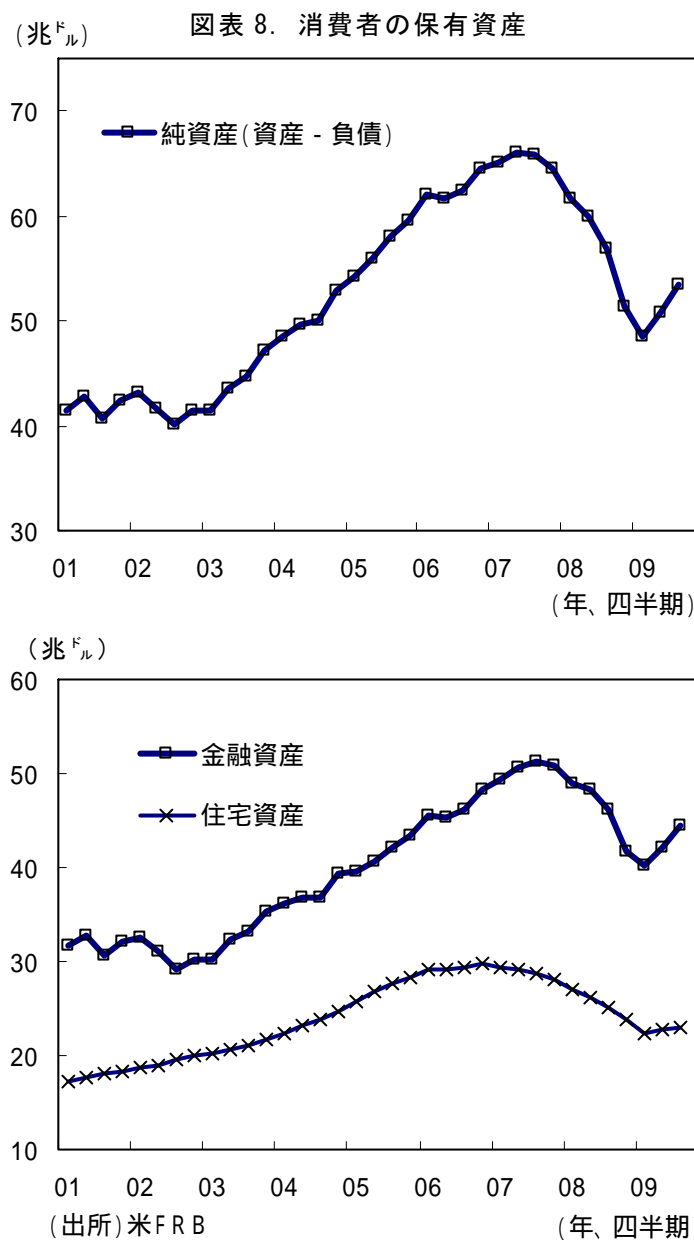 図表 8. 消費者の保有資産
(兆ドル)
70
純資産(資産 - 負債)
60
50
40
30
01 02 03 04 05 06 07 08 09
(年、四半期)
(兆ドル)
60
金融資産
50
住宅資産
40
30
20
10
01 02 03 04 05 06 07 08 09
(出所)米FRB (年、四半期